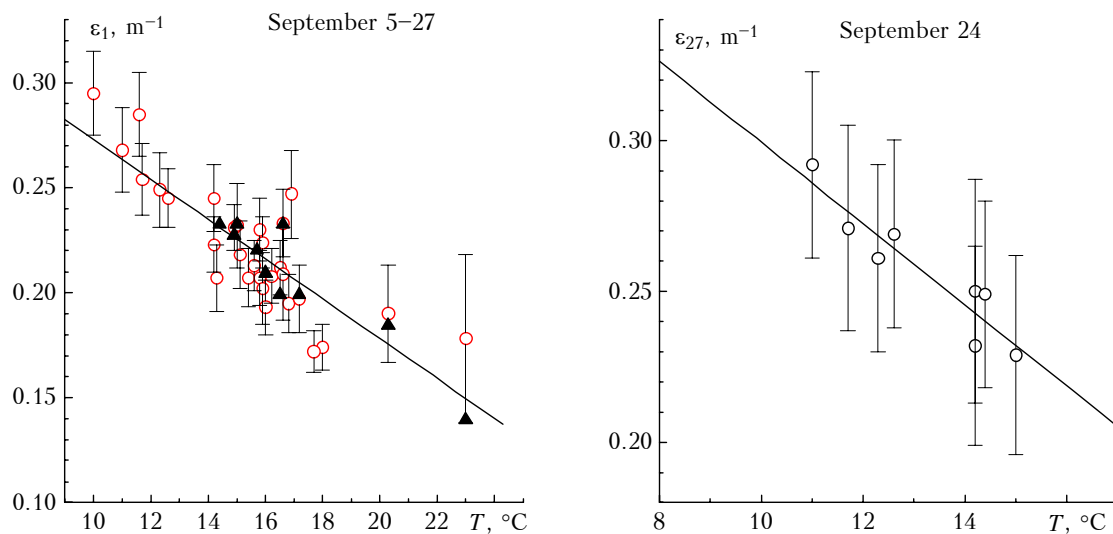 September 5–27
ε₁, m⁻¹
0.30
0.25
0.20
0.15
0.10
10 12 14 16 18 20 22 T, °C
September 24
ε₂₇, m⁻¹
0.30
0.25
0.20
8 10 12 14 T, °C